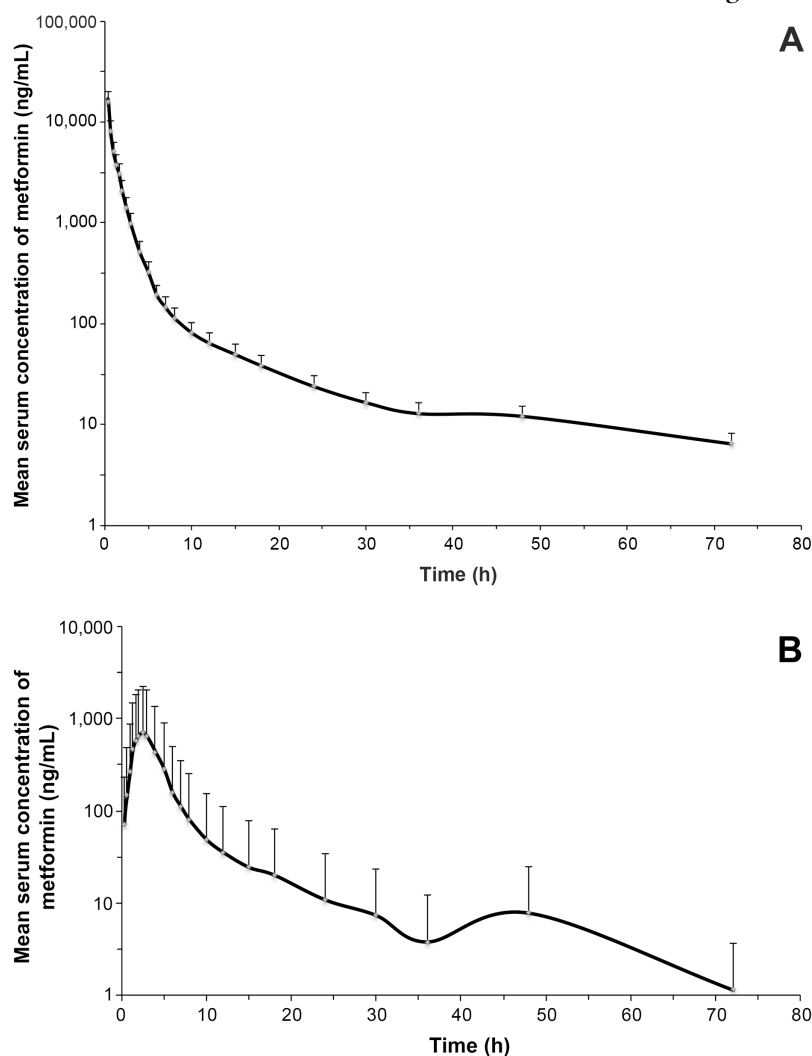 A
100,000
10,000
1,000
100
10
1
0 10 20 30 40 50 60 70 80
Mean serum concentration of metformin (ng/mL)
Time (h)
B
10,000
1,000
100
10
1
0 10 20 30 40 50 60 70 80
Mean serum concentration of
metformin (ng/mL)
Time (h)